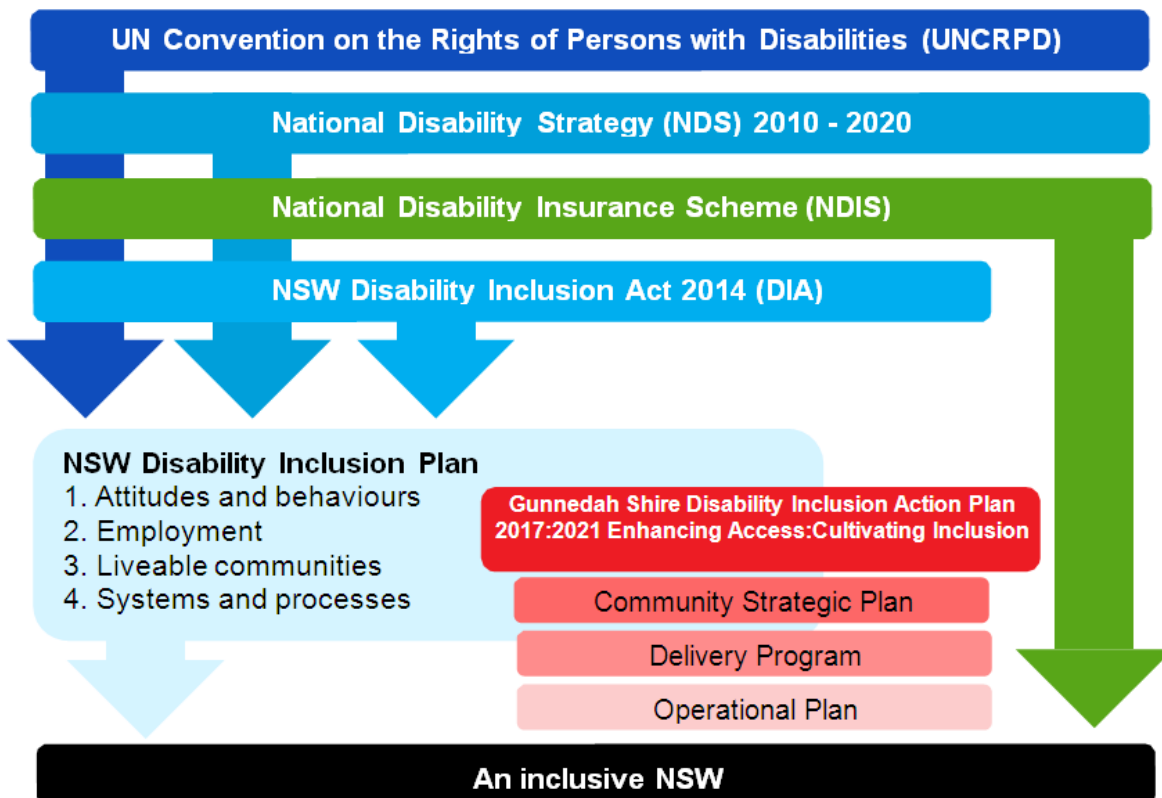 UN Convention on the Rights of Persons with Disabilities (UNCRPD)
National Disability Strategy (NDS) 2010 - 2020
National Disability Insurance Scheme (NDIS)
NSW Disability Inclusion Act 2014 (DIA)
NSW Disability Inclusion Plan
1. Attitudes and behaviours
2. Employment
3. Liveable communities
4. Systems and processes
Gunnedah Shire Disability Inclusion Action Plan
2017:2021 Enhancing Access:Cultivating Inclusion
Community Strategic Plan
Delivery Program
Operational Plan
An inclusive NSW